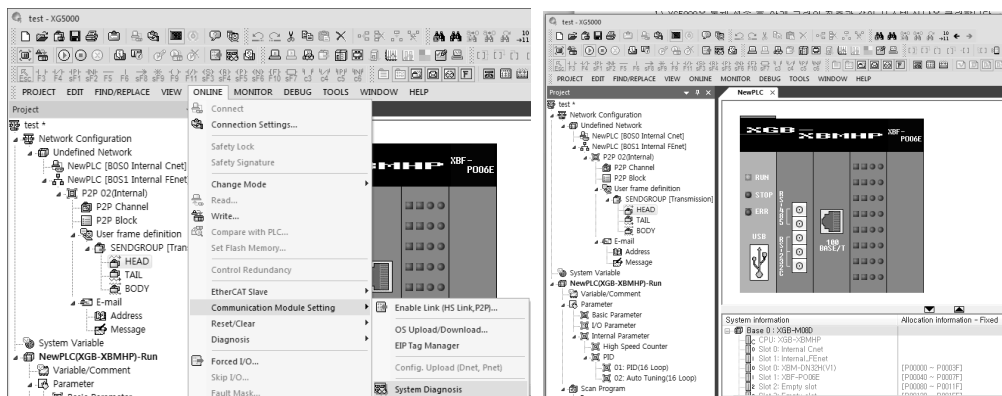 test - XG5000
PROJECT EDIT FIND/REPLACE VIEW ONLINE MONITOR DEBUG TOOLS WINDOW HELP
Project
test *
Network Configuration
Undefined Network
NewPLC [B0S0 Internal Cnet]
NewPLC [B0S1 Internal FEnet
P2P 02(Internal)
P2P Channel
P2P Block
User frame definition
SENDGROUP [Tran
HEAD
TAIL
BODY
E-mail
Address
Message
System Variable
NewPLC(XGB-XBMHP)-Run
Variable/Comment
Parameter
Connect
Connection Settings...
Safety Lock
Safety Signature
Change Mode
Read...
Write...
Compare with PLC...
Set Flash Memory...
Control Redundancy
EtherCAT Slave
Communication Module Setting
Reset/Clear
Diagnosis
Forced I/O...
Skip I/O...
Fault Mask...
Enable Link (HS Link,P2P)...
OS Upload/Download...
EIP Tag Manager
Config. Upload (Dnet, Pnet)
System Diagnosis
XBF-
PO06E
test - XG5000
PROJECT EDIT FIND/REPLACE VIEW ONLINE MONITOR DEBUG TOOLS WINDOW HELP
Project
NewPLC
test *
Network Configuration
Undefined Network
NewPLC [B0S0 Internal Cnet]
NewPLC [B0S1 Internal FEnet]
P2P 02(Internal)
P2P Channel
P2P Block
User frame definition
SENDGROUP [Transmission]
HEAD
TAIL
BODY
E-mail
Address
Message
System Variable
NewPLC(XGB-XBMHP)-Run
Variable/Comment
Parameter
Basic Parameter
I/O Parameter
Internal Parameter
High Speed Counter
PID
01: PID(16 Loop)
02: Auto Tuning(16 Loop)
Scan Program
XGB-XBMHP
XBF-
PO06E
RUN
STOP
ERR
USB
100
BASE/T
System information
Allocation information - Fixed
Base 0 : XGB-M08D
CPU: XGB-XBMHP
Slot 0: Internal Cnet
Slot 1: Internal_FEnet
Slot 0: XBM-DN32H(V1) [P00000 ~ P0003F]
Slot 1: XBF-PO06E [P00040 ~ P0007F]
Slot 2: Empty slot [P00080 ~ P0011F]